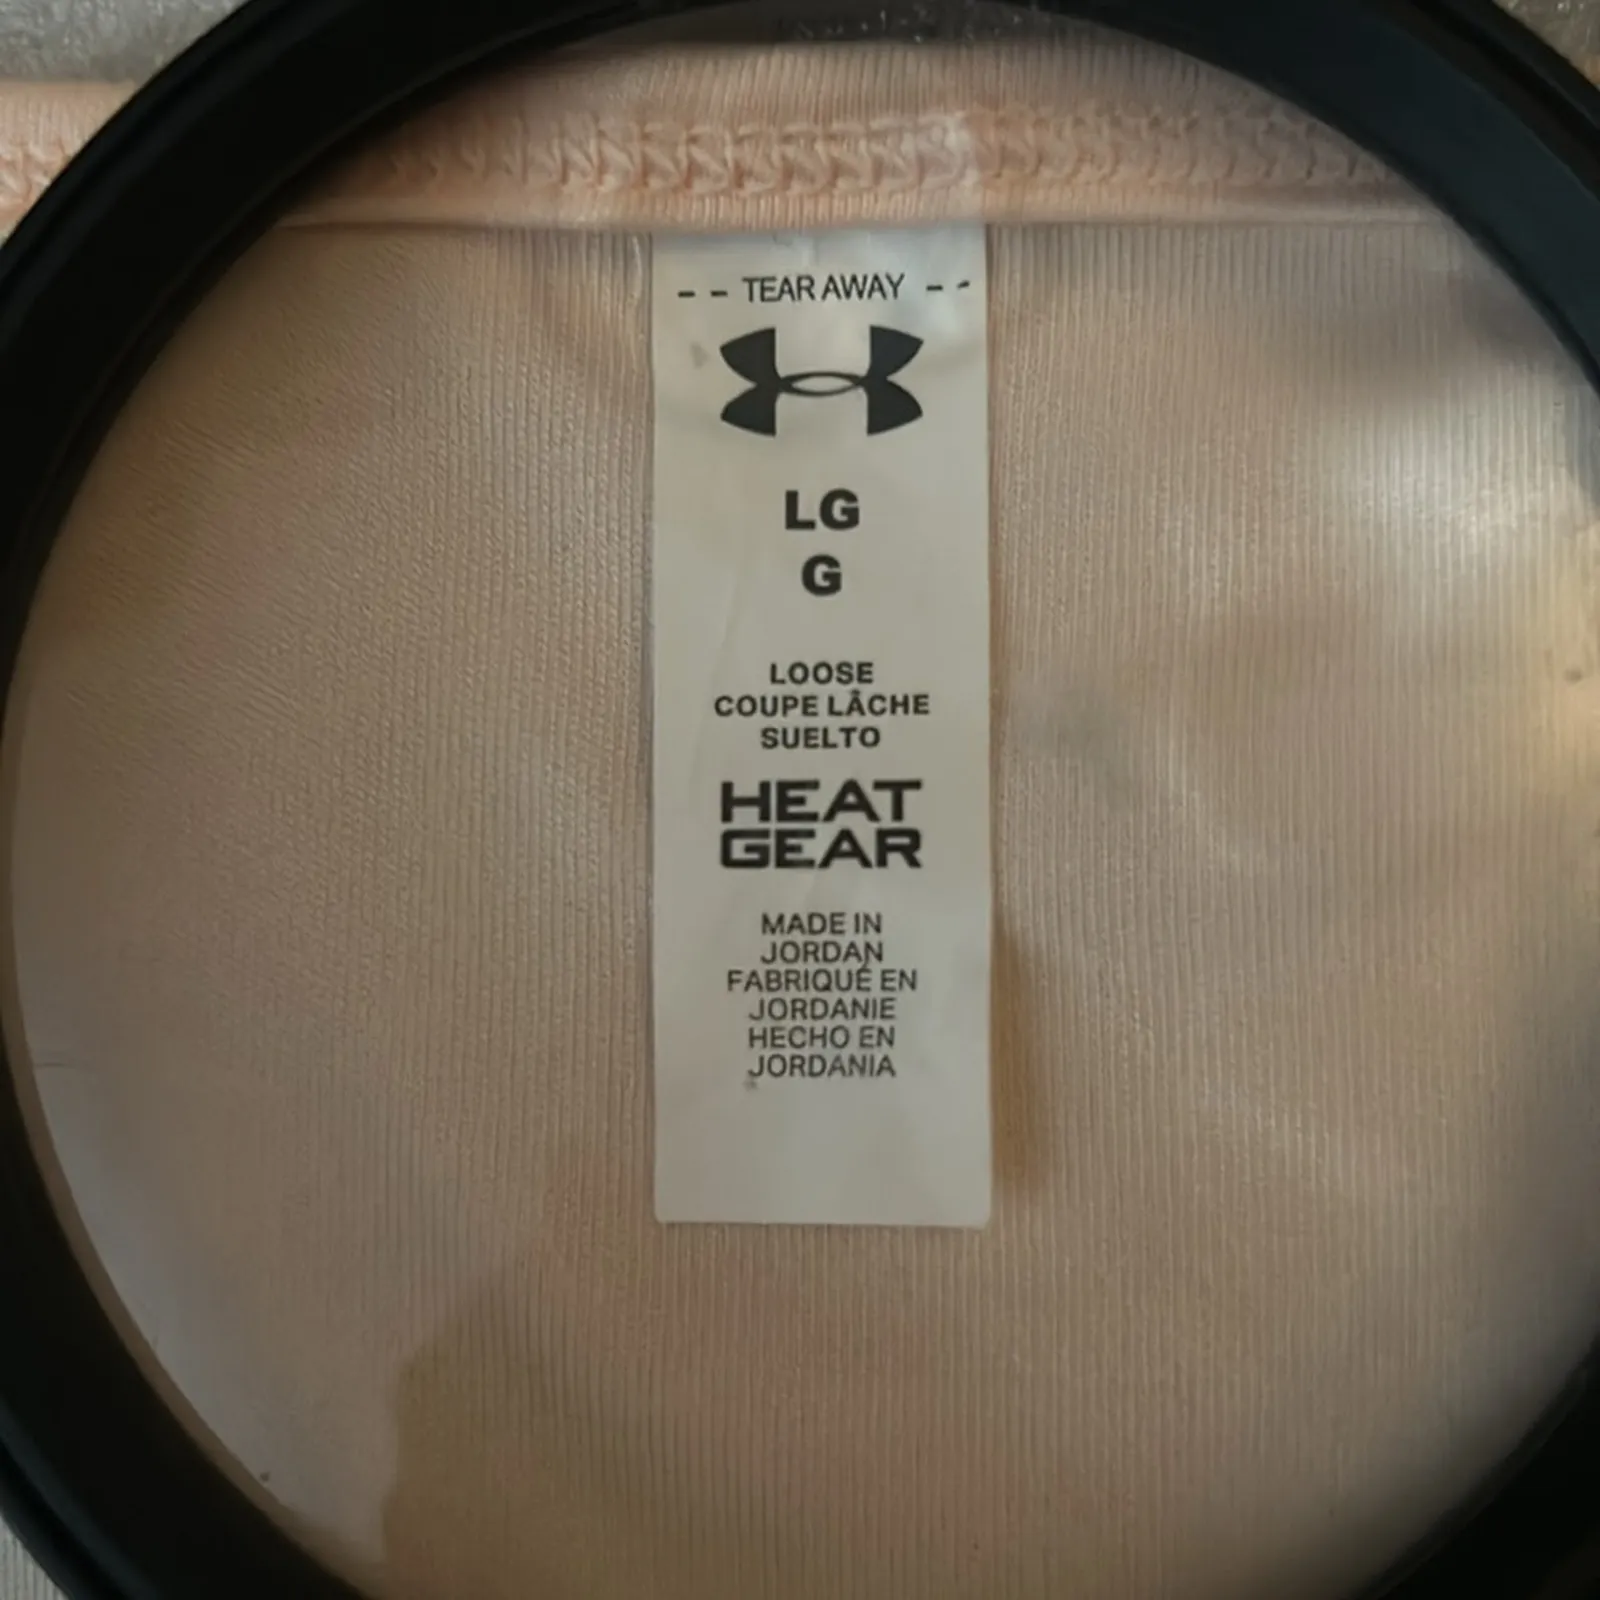 -- TEAR AWAY --
LG
G
LOOSE
COUPE LÂCHE
SUELTO
HEAT
GEAR
MADE IN
JORDAN
FABRIQUÉ EN
JORDANIE
HECHO EN
JORDANIA